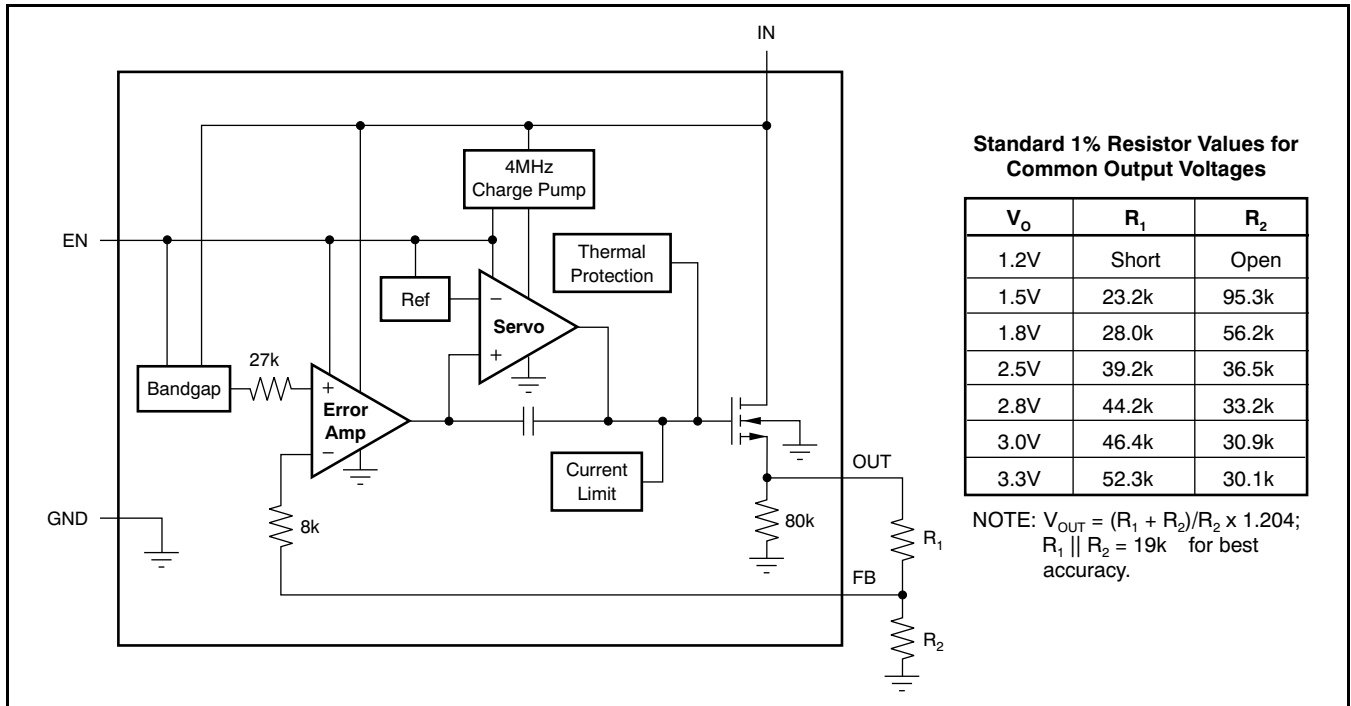 IN
4MHz
Charge Pump
EN
Thermal
Protection
Ref
−
Servo
+
27k
Bandgap
+
Error
Amp
−
Current
Limit
OUT
GND
8k
80k
R1
FB
R2
Standard 1% Resistor Values for
Common Output Voltages
VO R1 R2
1.2V Short Open
1.5V 23.2k 95.3k
1.8V 28.0k 56.2k
2.5V 39.2k 36.5k
2.8V 44.2k 33.2k
3.0V 46.4k 30.9k
3.3V 52.3k 30.1k
NOTE: VOUT = (R1 + R2)/R2 x 1.204;
R1 || R2 = 19k for best
accuracy.